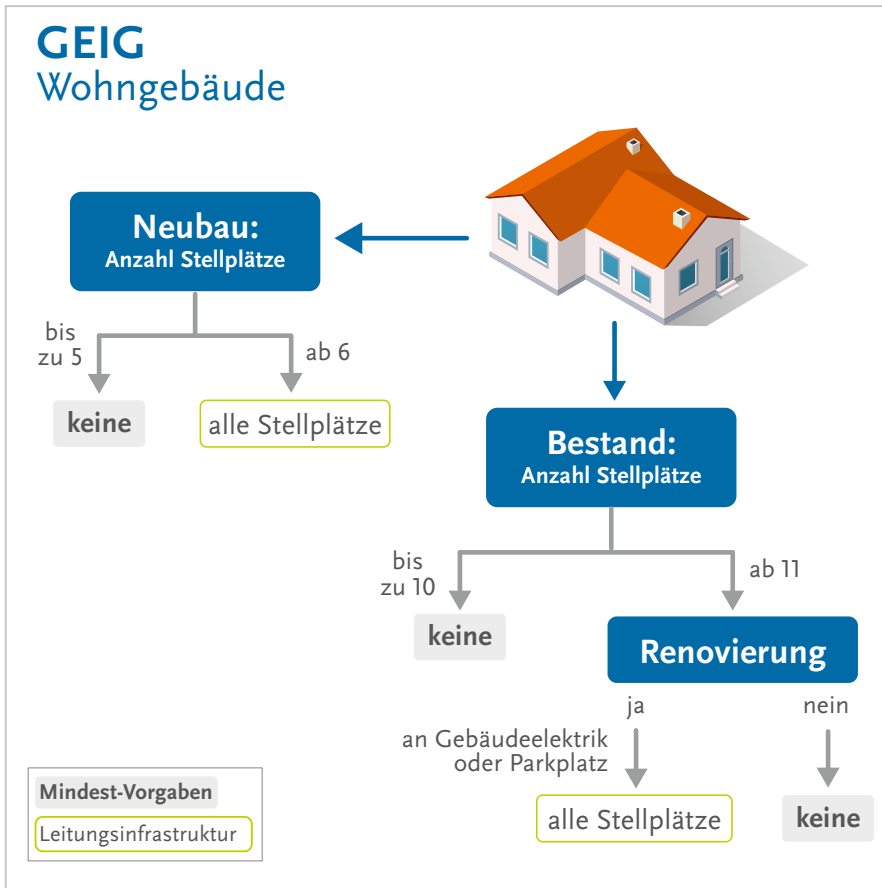 GEIG
Wohngebäude
Neubau:
Anzahl Stellplätze
bis
zu 5
ab 6
keine
alle Stellplätze
Bestand:
Anzahl Stellplätze
bis
zu 10
ab 11
keine
Renovierung
ja
nein
an Gebäudeelektrik
oder Parkplatz
alle Stellplätze
keine
Mindest-Vorgaben
Leitungsinfrastruktur